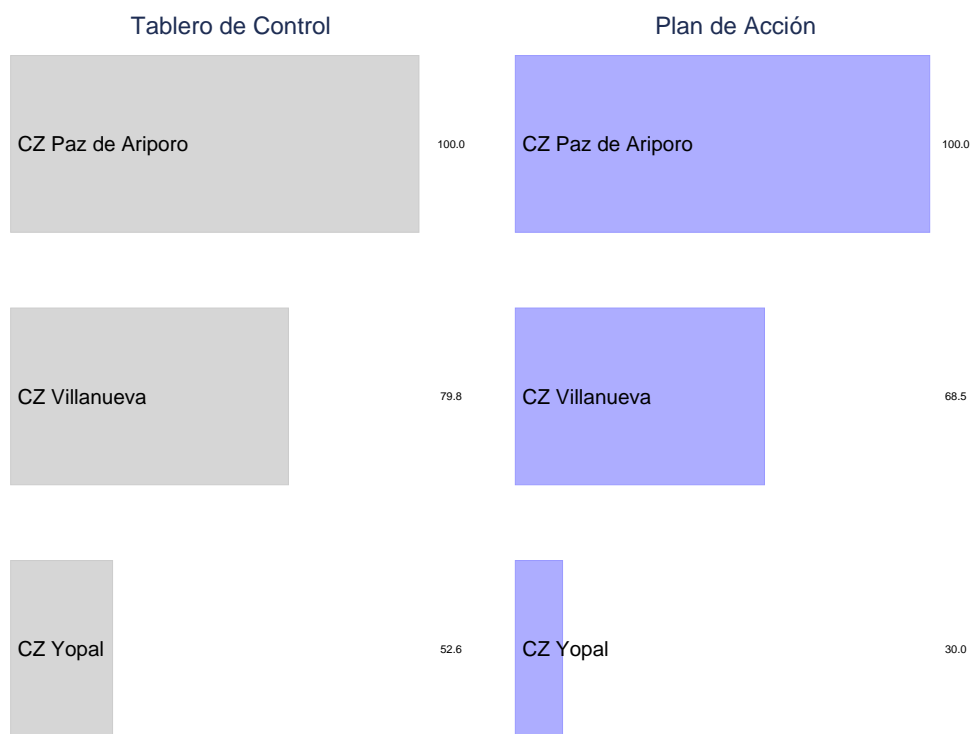 Tablero de Control
CZ Paz de Ariporo 100.0
CZ Villanueva 79.8
CZ Yopal 52.6
Plan de Acción
CZ Paz de Ariporo 100.0
CZ Villanueva 68.5
CZ Yopal 30.0